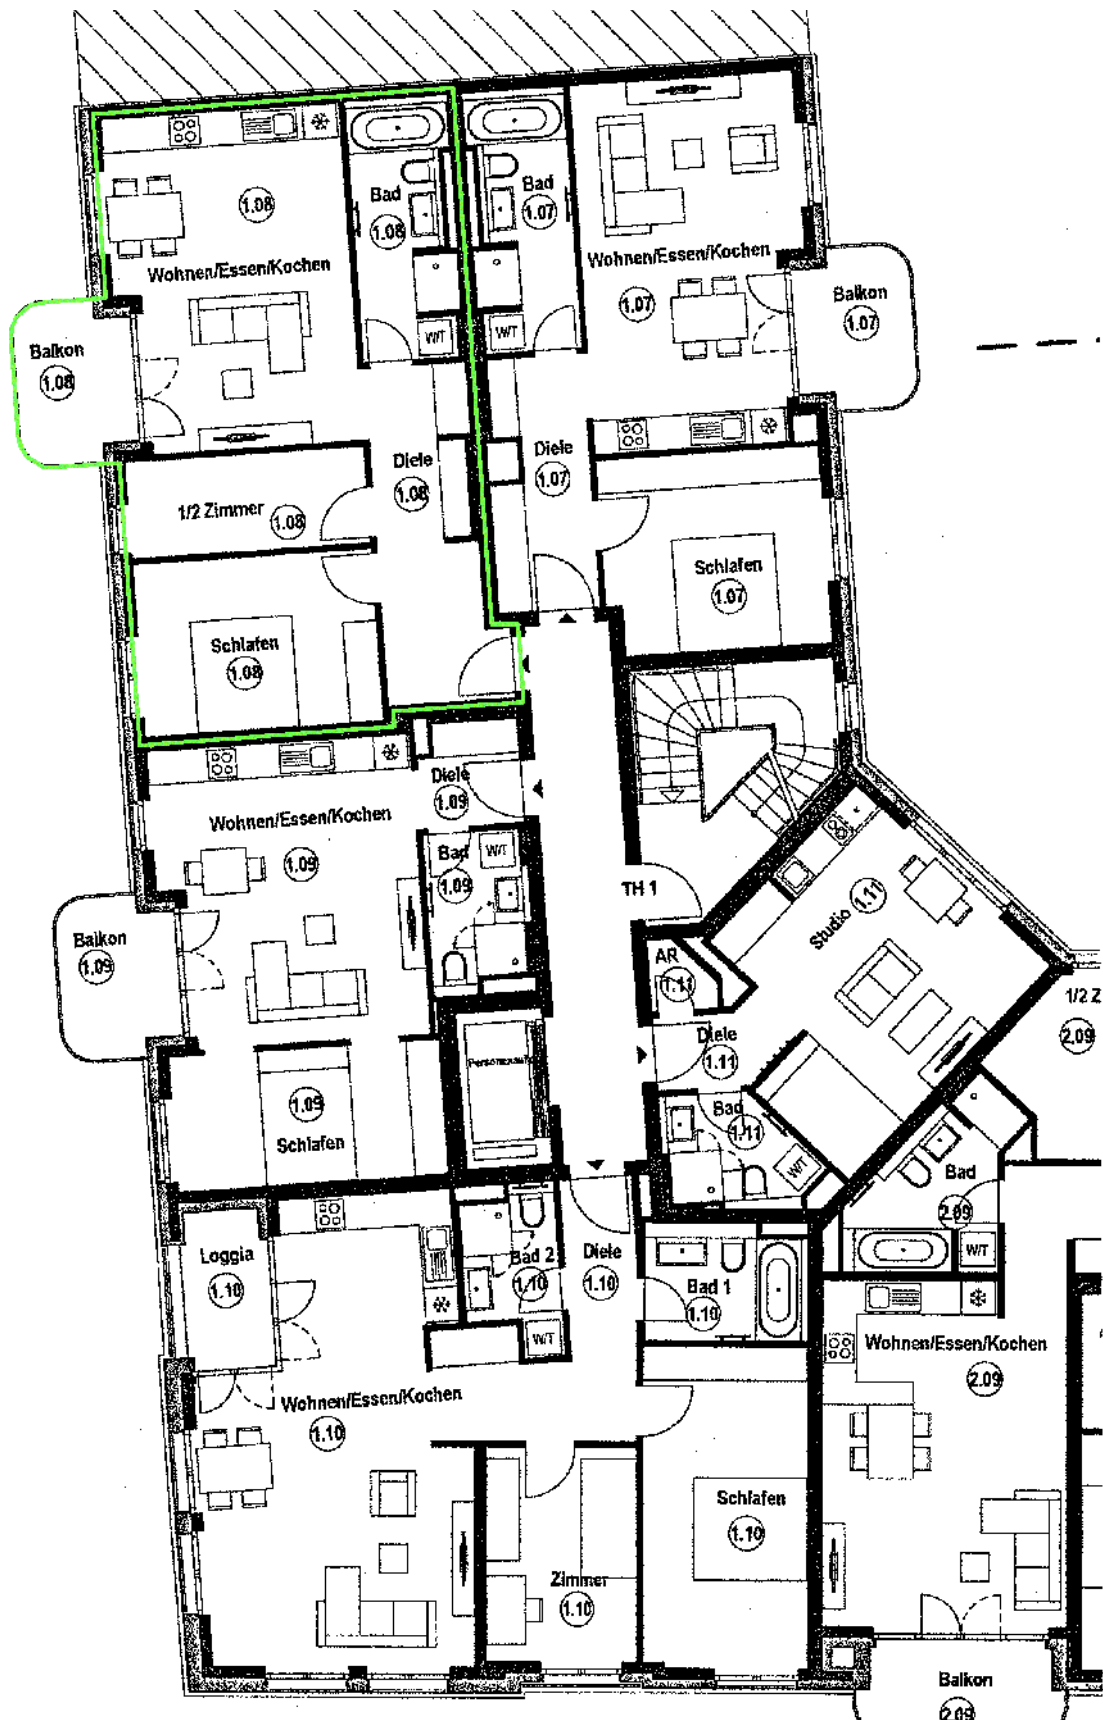 Bad
1.08
1.08
Wohnen/Essen/Kochen
W/T
Balkon
1.08
Diele
1.08
1/2 Zimmer
1.08
Schlafen
1.08
Bad
1.07
Wohnen/Essen/Kochen
1.07
W/T
Balkon
1.07
Diele
1.07
Schlafen
1.07
Diele
1.09
Wohnen/Essen/Kochen
1.09
W/T
Bad
1.09
Balkon
1.09
1.09
Schlafen
TH 1
Studio
1.11
AR
1.11
Diele
1.11
Bad
1.11
W/T
1/2 Z
2.09
Bad
2.09
W/T
Loggia
1.10
Bad 2
1.10
W/T
Diele
1.10
Bad 1
1.10
Wohnen/Essen/Kochen
1.10
Wohnen/Essen/Kochen
2.09
Schlafen
1.10
Zimmer
1.10
Balkon
2.09